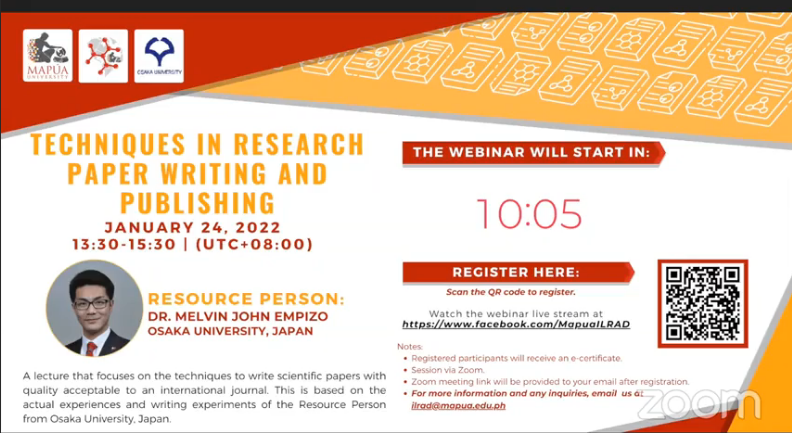 MAPÚA
UNIVERSITY
OSAKA UNIVERSITY
TECHNIQUES IN RESEARCH
PAPER WRITING AND
PUBLISHING
JANUARY 24, 2022
13:30-15:30 | (UTC+08:00)
RESOURCE PERSON:
DR. MELVIN JOHN EMPIZO
OSAKA UNIVERSITY, JAPAN
A lecture that focuses on the techniques to write scientific papers with
quality acceptable to an international journal. This is based on the
actual experiences and writing experiments of the Resource Person
from Osaka University, Japan.
THE WEBINAR WILL START IN:
10:05
REGISTER HERE:
Scan the QR code to register.
Watch the webinar live stream at
https://www.facebook.com/MapuaILRAD
Notes:
Registered participants will receive an e-certificate.
Session via Zoom.
Zoom meeting link will be provided to your email after registration.
For more information and any inquiries, email us at
ilrad@mapua.edu.ph
zoom